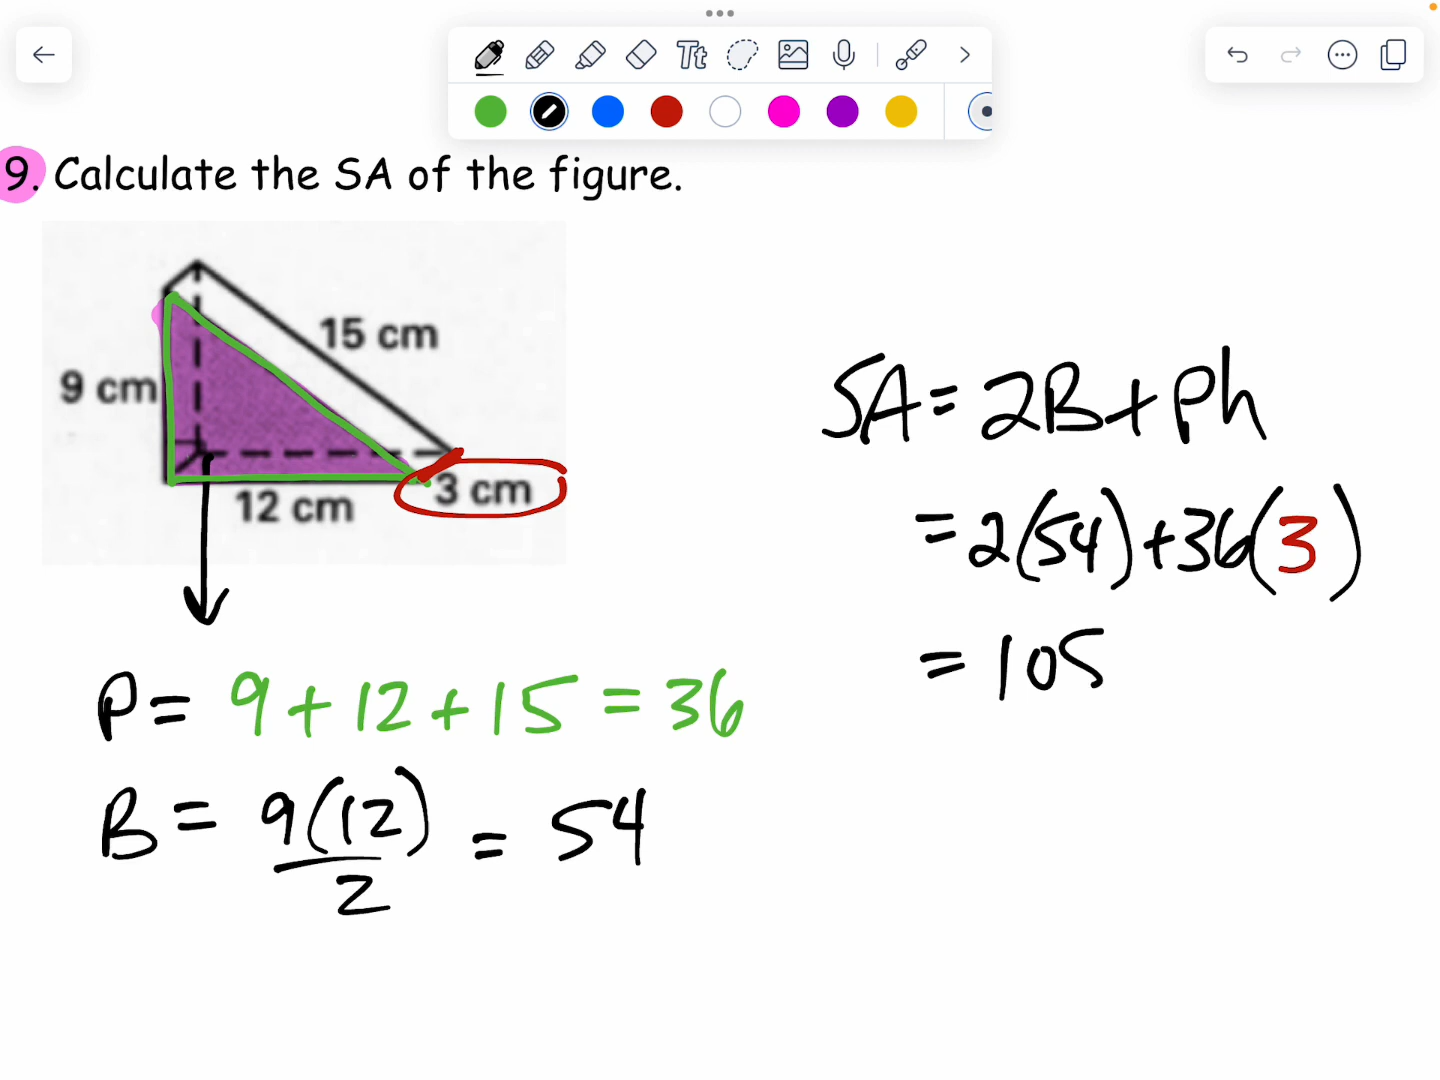 Tt
9. Calculate the SA of the figure.
15 cm
9 cm
3 cm
12 cm
SA = 2B + Ph
= 2(54) + 36(3)
= 105
P = 9 + 12 + 15 = 36
B = 9(12)/2 = 54